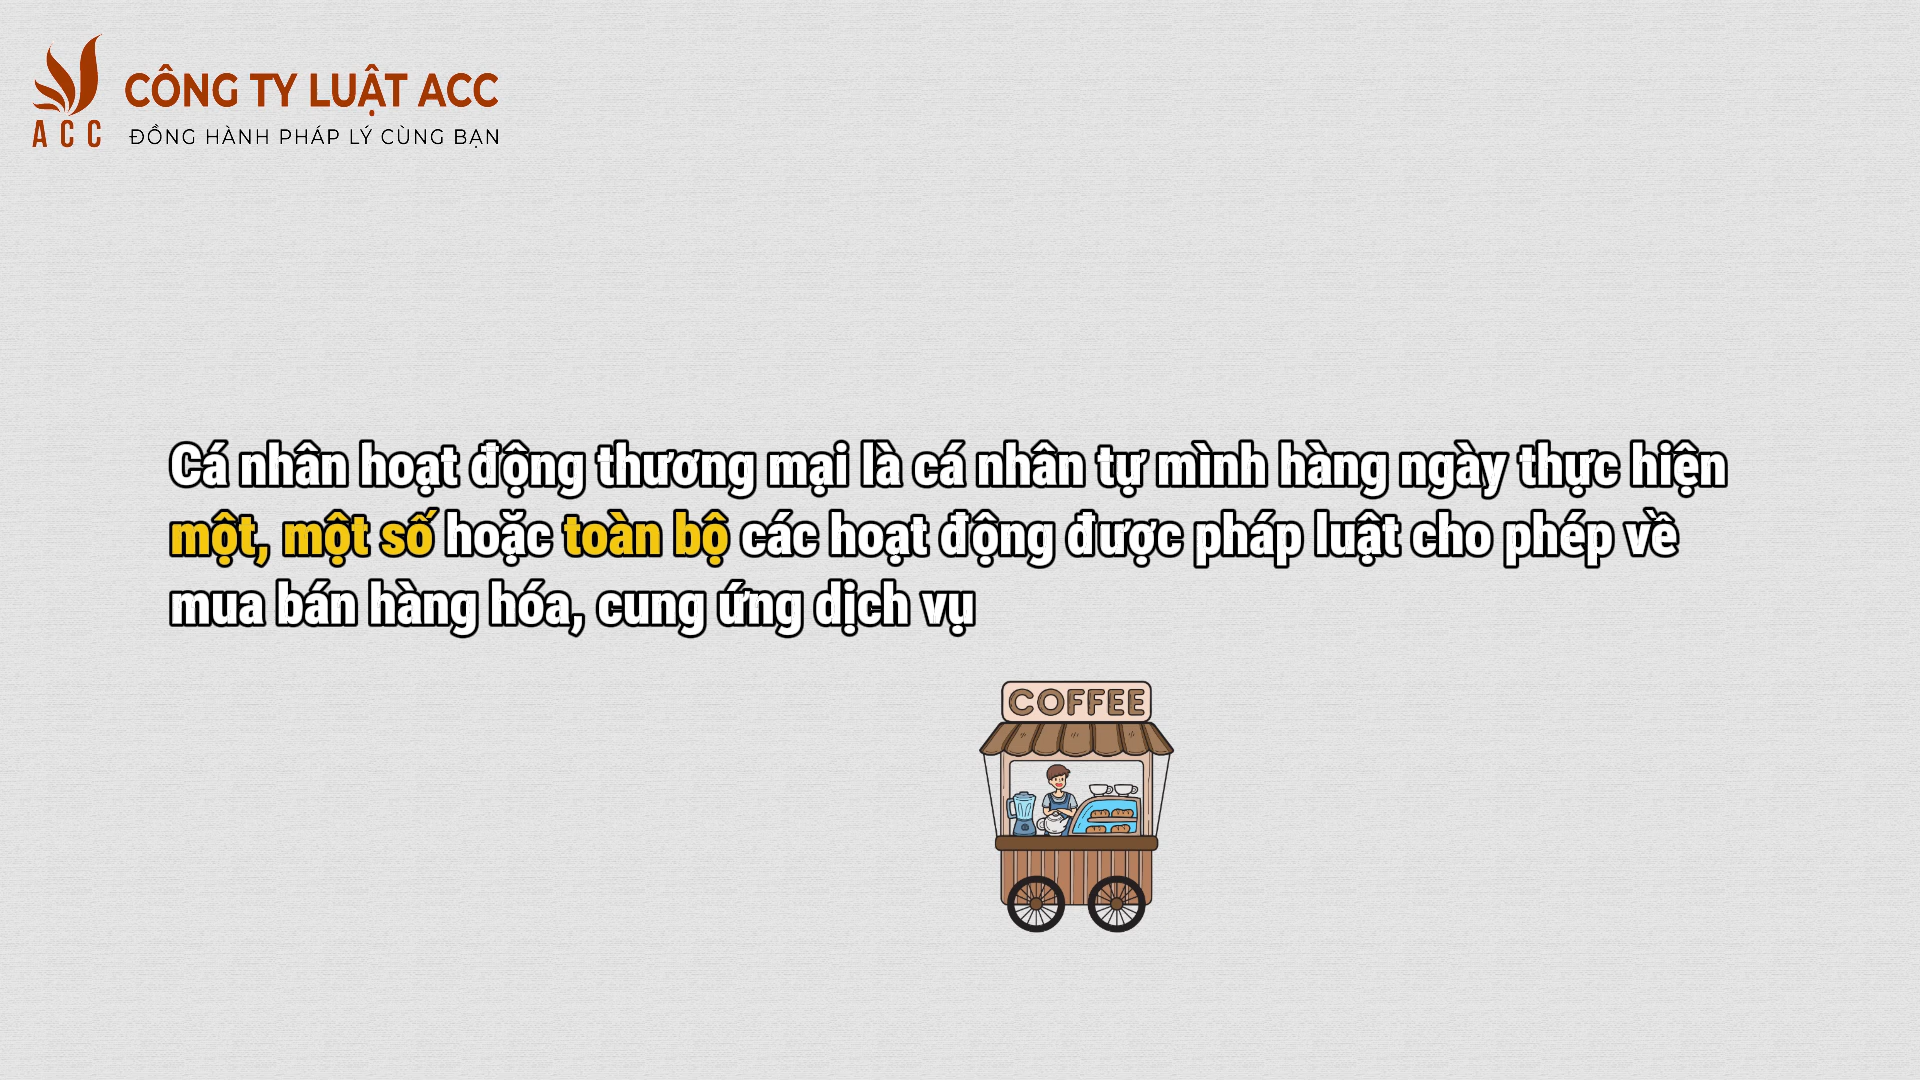 CÔNG TY LUẬT ACC
ACC
ĐỒNG HÀNH PHÁP LÝ CÙNG BẠN
Cá nhân hoạt động thương mại là cá nhân tự mình hàng ngày thực hiện
một, một số hoặc toàn bộ các hoạt động được pháp luật cho phép về
mua bán hàng hóa, cung ứng dịch vụ
COFFEE